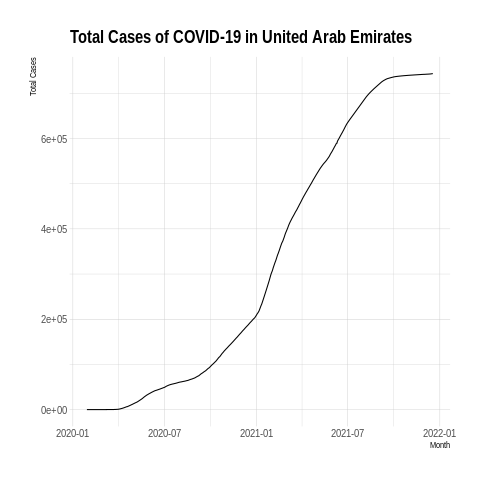 Total Cases of COVID-19 in United Arab Emirates
Total Cases
6e+05
4e+05
2e+05
0e+00
2020-01 2020-07 2021-01 2021-07 2022-01
Month